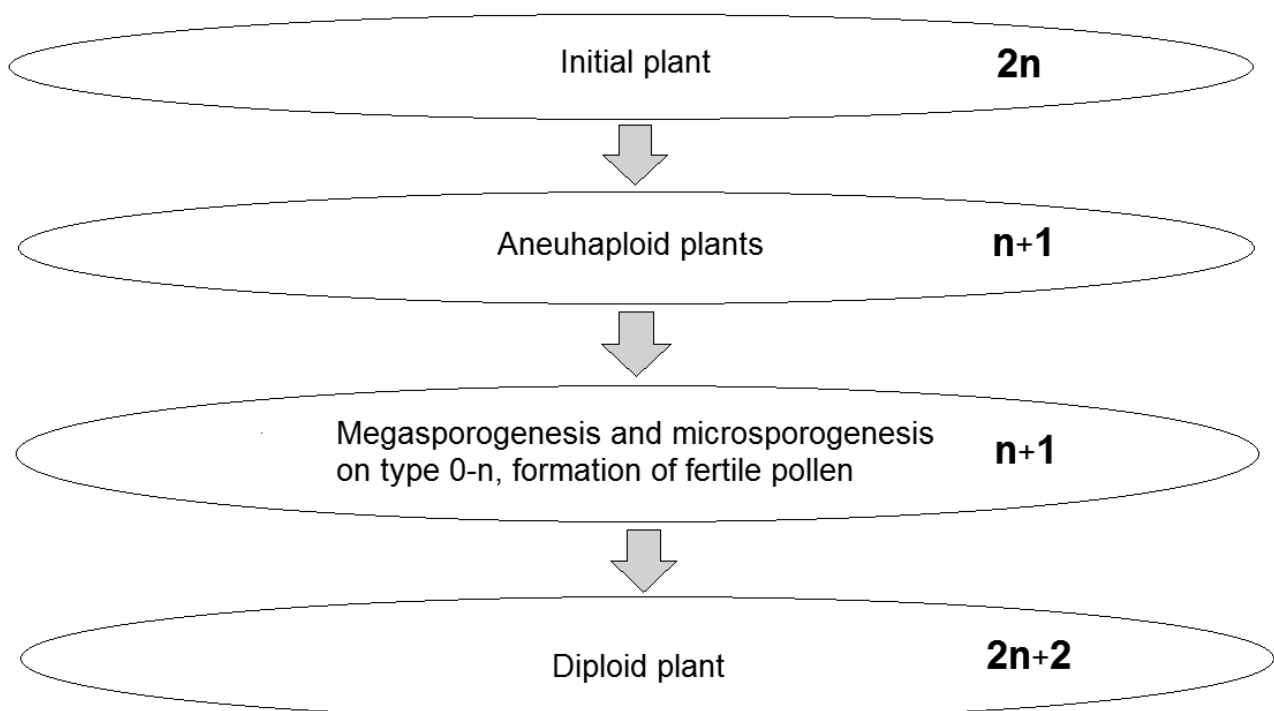 Initial plant 2n
Aneuhaploid plants n+1
Megasporogenesis and microsporogenesis
on type 0-n, formation of fertile pollen n+1
Diploid plant 2n+2